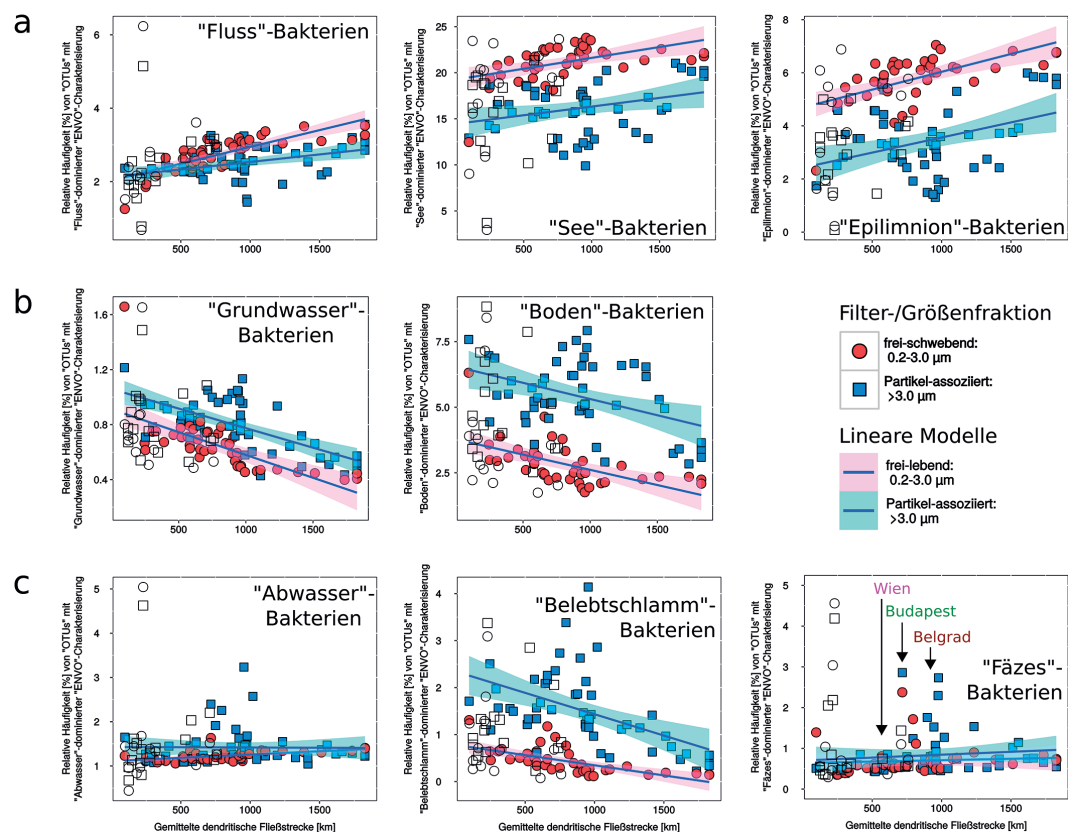 a
Relative Häufigkeit [%] von "OTUs" mit
"Fluss"-dominierter "ENVO"-Charakterisierung
"Fluss"-Bakterien
6
4
2
500
1000
1500
Relative Häufigkeit [%] von "OTUs" mit
"See"-dominierter "ENVO"-Charakterisierung
25
20
15
10
5
"See"-Bakterien
500
1000
1500
Relative Häufigkeit [%] von "OTUs" mit
"Epilimnion"-dominierter "ENVO"-Charakterisierung
8
6
4
2
0
"Epilimnion"-Bakterien
500
1000
1500
b
Relative Häufigkeit [%] von "OTUs" mit
"Grundwasser"-dominierter "ENVO"-Charakterisierung
"Grundwasser"-
Bakterien
1.6
1.2
0.8
0.4
500
1000
1500
Relative Häufigkeit [%] von "OTUs" mit
"Boden"-dominierter "ENVO"-Charakterisierung
"Boden"-Bakterien
7.5
5.0
2.5
500
1000
1500
Filter-/Größenfraktion
frei-schwebend:
0.2-3.0 µm
Partikel-assoziiert:
>3.0 µm
Lineare Modelle
frei-lebend:
0.2-3.0 µm
Partikel-assoziiert:
>3.0 µm
c
Relative Häufigkeit [%] von "OTUs" mit
"Abwasser"-dominierter "ENVO"-Charakterisierung
"Abwasser"-
Bakterien
5
4
3
2
1
500
1000
1500
Gemittelte dendritische Fließstrecke [km]
Relative Häufigkeit [%] von "OTUs" mit
"Belebtschlamm"-dominierter "ENVO"-Charakterisierung
"Belebtschlamm"-
Bakterien
4
3
2
1
0
500
1000
1500
Gemittelte dendritische Fließstrecke [km]
Relative Häufigkeit [%] von "OTUs" mit
"Fäzes"-dominierter "ENVO"-Charakterisierung
Wien
Budapest
Belgrad
"Fäzes"-
Bakterien
5
4
3
2
1
0
500
1000
1500
Gemittelte dendritische Fließstrecke [km]